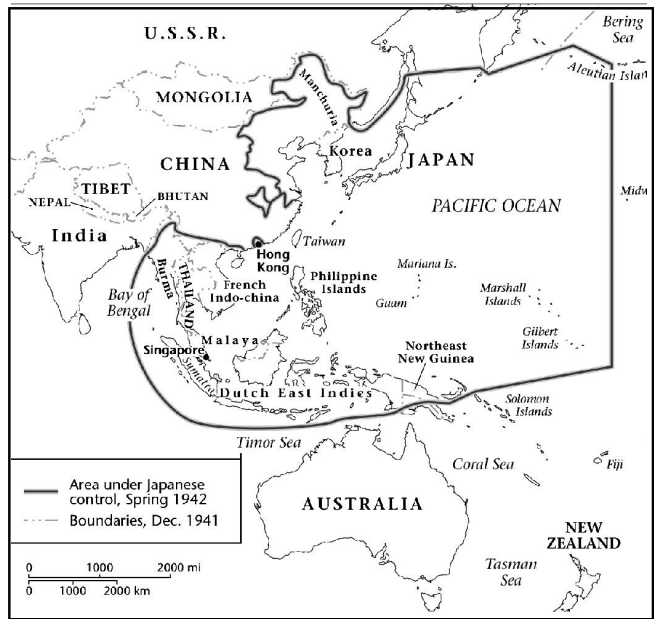 Bering
Sea
U.S.S.R.
Aleutian Islan
MONGOLIA
Manchuria
Korea
JAPAN
CHINA
TIBET
NEPAL
BHUTAN
PACIFIC OCEAN
Midw
India
Taiwan
Hong
Kong
Burma
THAILAND
French
Indo-china
Philippine
Islands
Mariana Is.
Guam
Marshall
Islands
Bay of
Bengal
Gilbert
Islands
Malaya
Singapore
Sumatra
Northeast
New Guinea
Dutch East Indies
Solomon
Islands
Timor Sea
Coral Sea
Fiji
Area under Japanese
control, Spring 1942
Boundaries, Dec. 1941
AUSTRALIA
NEW
ZEALAND
Tasman
Sea
0 1000 2000 mi
0 1000 2000 km